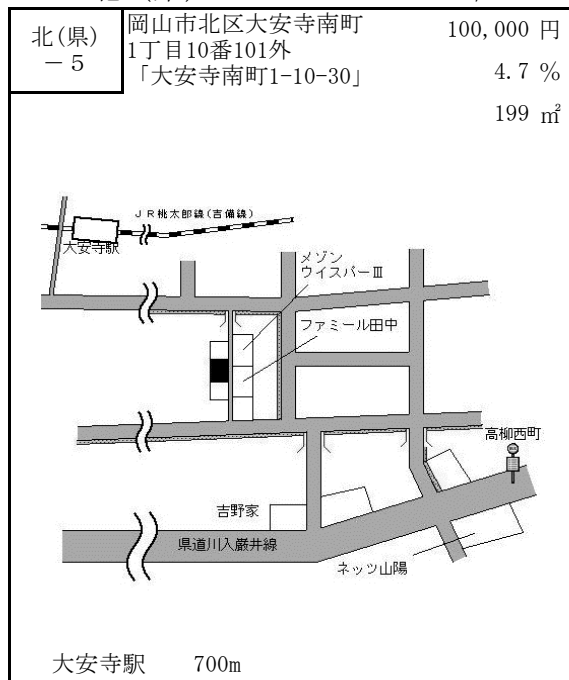 北(県)
－5
岡山市北区大安寺南町
1丁目10番101外
「大安寺南町1-10-30」
100,000 円
4.7 %
199 ㎡
ＪＲ桃太郎線(吉備線)
大安寺駅
メゾン
ウイスパーⅢ
ファミール田中
高柳西町
吉野家
県道川入巌井線
ネッツ山陽
大安寺駅 700m